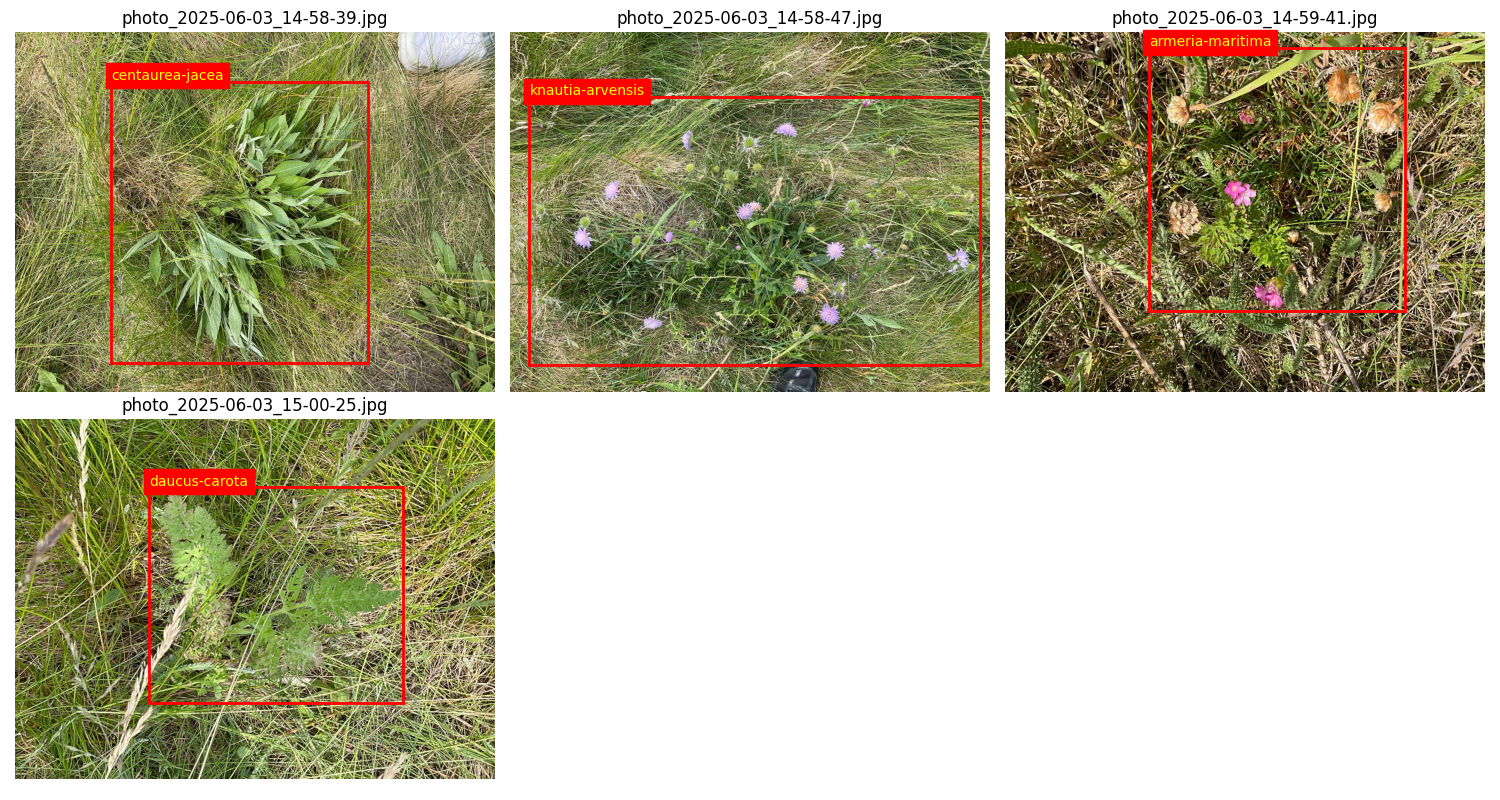 photo_2025-06-03_14-58-39.jpg
photo_2025-06-03_14-58-47.jpg
photo_2025-06-03_14-59-41.jpg
centaurea-jacea
knautia-arvensis
armeria-maritima
photo_2025-06-03_15-00-25.jpg
daucus-carota